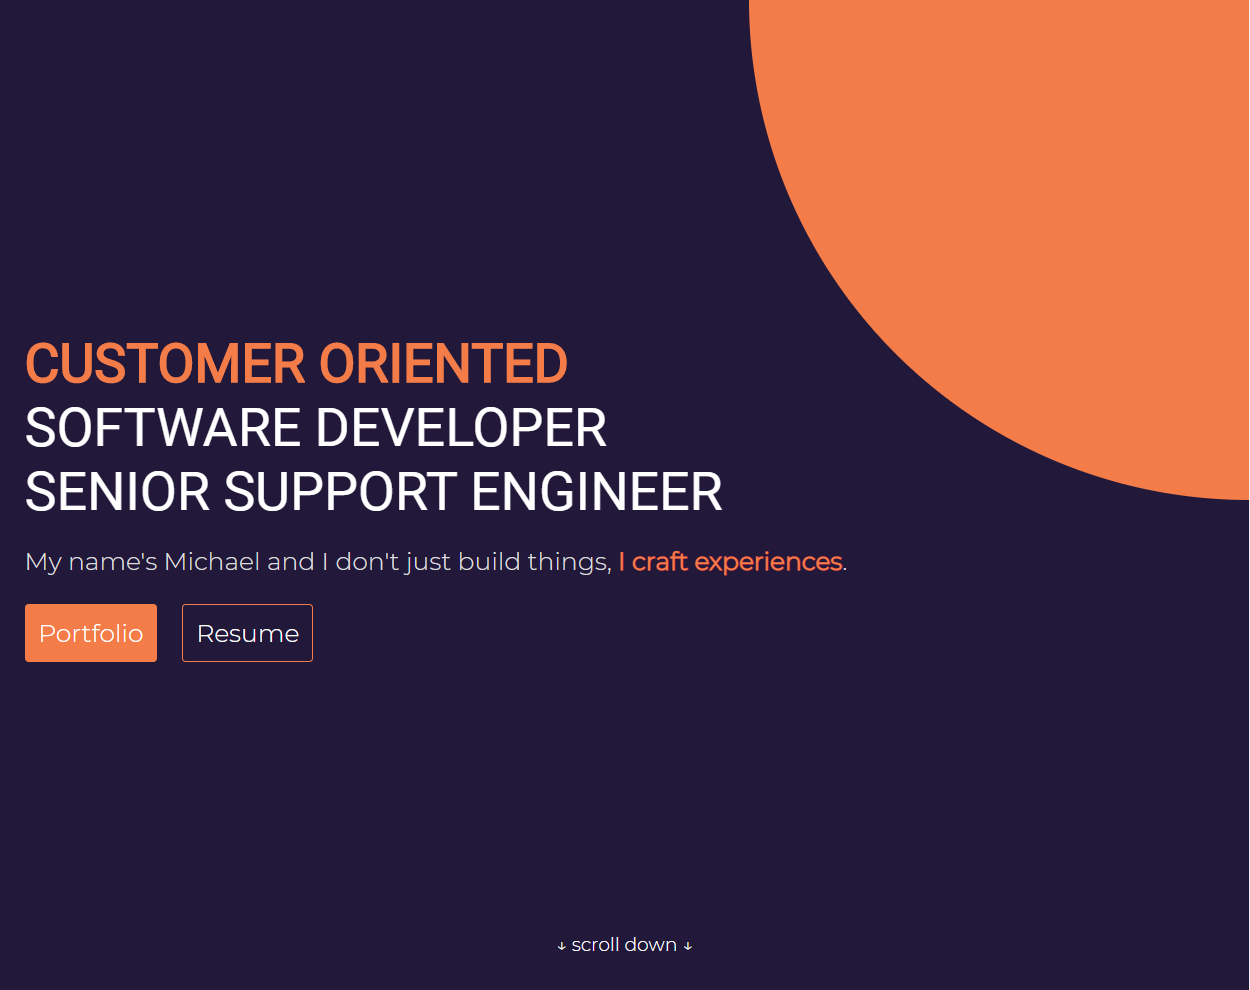 CUSTOMER ORIENTED
SOFTWARE DEVELOPER
SENIOR SUPPORT ENGINEER
My name's Michael and I don't just build things, I craft experiences.
Portfolio
Resume
↓ scroll down ↓